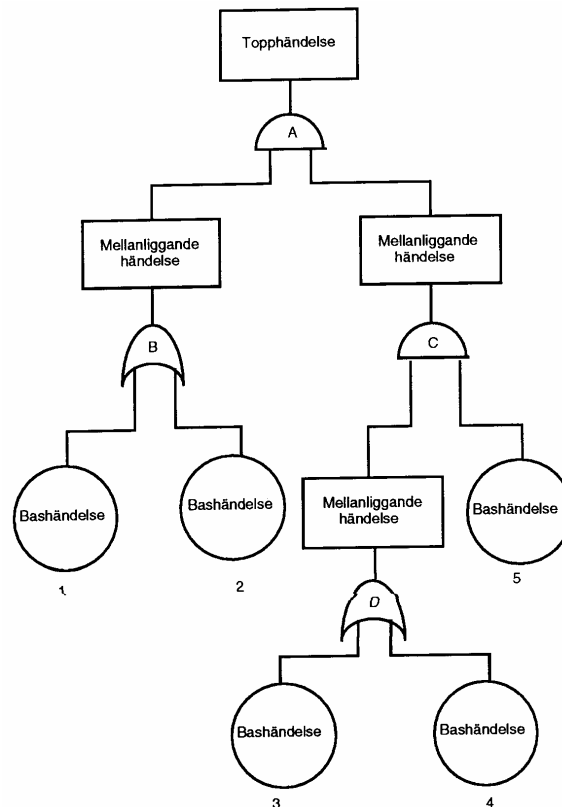 Topphändelse
A
Mellanliggande
händelse
Mellanliggande
händelse
B
C
Bashändelse
1
Bashändelse
2
Mellanliggande
händelse
Bashändelse
5
D
Bashändelse
3
Bashändelse
4